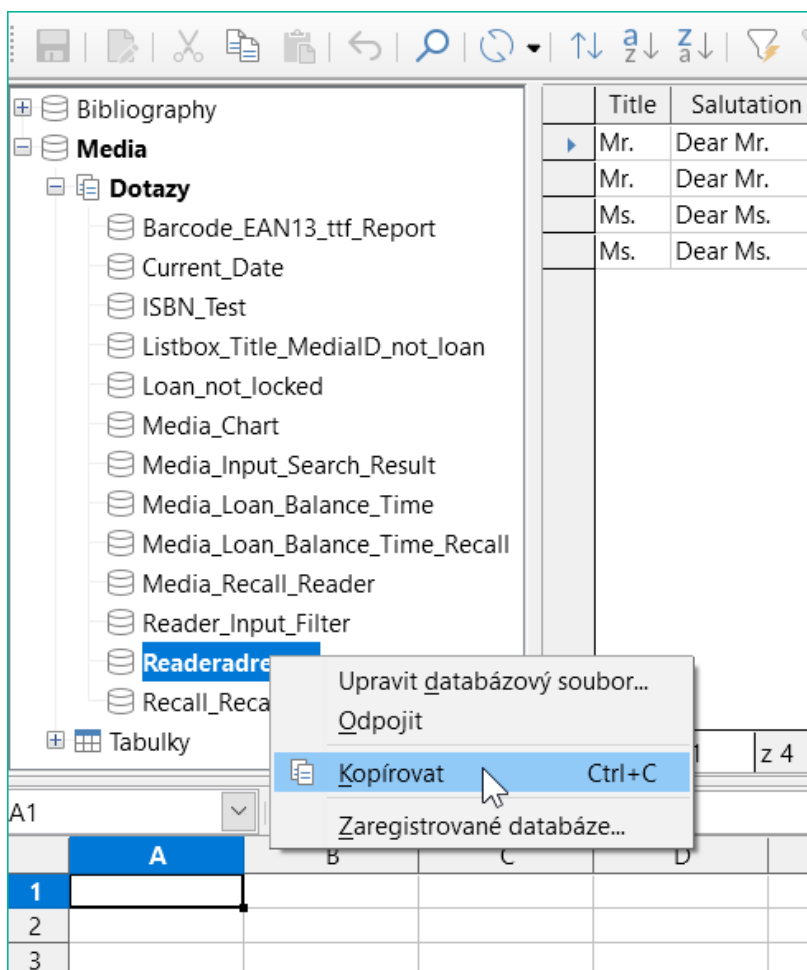 Title Salutation
Bibliography
Mr. Dear Mr.
Media
Mr. Dear Mr.
Dotazy
Ms. Dear Ms.
Barcode_EAN13_ttf_Report
Ms. Dear Ms.
Current_Date
ISBN_Test
Listbox_Title_MediaID_not_loan
Loan_not_locked
Media_Chart
Media_Input_Search_Result
Media_Loan_Balance_Time
Media_Loan_Balance_Time_Recall
Media_Recall_Reader
Reader_Input_Filter
Readeradre
Upravit databázový soubor...
Recall_Reca
Odpojit
Tabulky
z 4
Kopírovat Ctrl+C
A1
Zaregistrované databáze...
A B C D
1
2
3